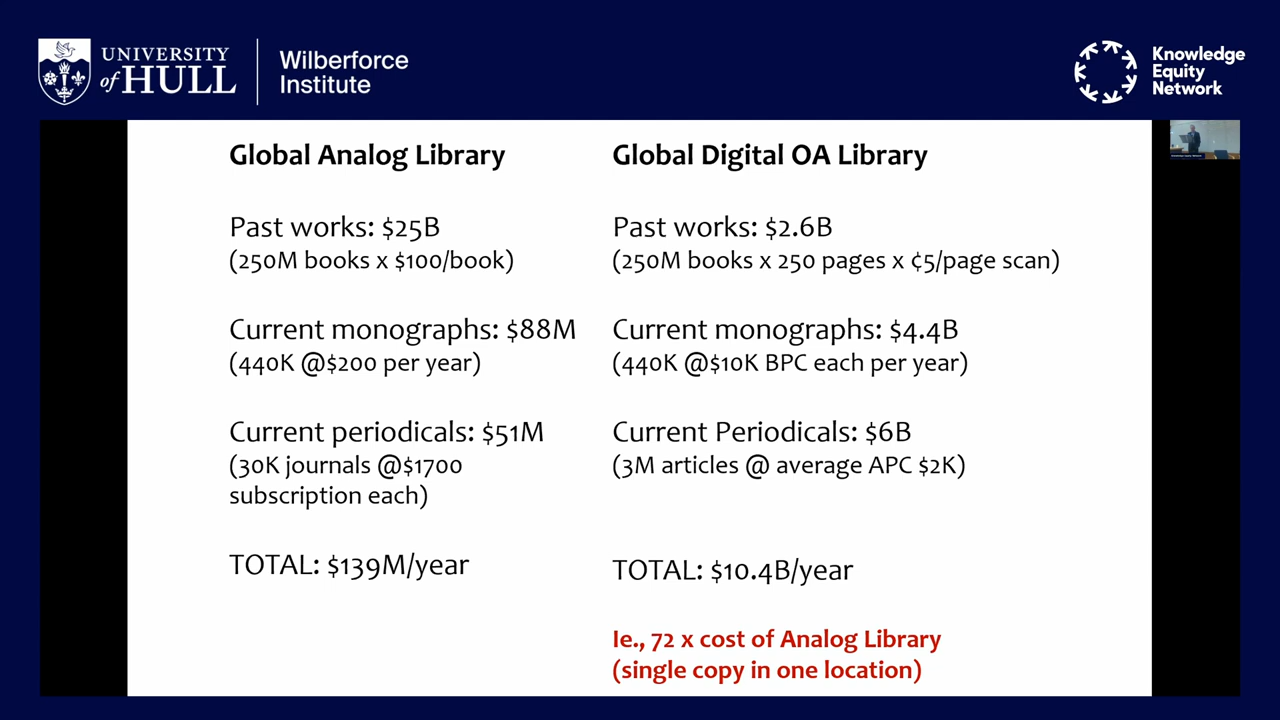 UNIVERSITY
of HULL
Wilberforce
Institute
Knowledge
Equity
Network
Global Analog Library
Past works: $25B
(250M books x $100/book)
Current monographs: $88M
(440K @$200 per year)
Current periodicals: $51M
(30K journals @$1700
subscription each)
TOTAL: $139M/year
Global Digital OA Library
Past works: $2.6B
(250M books x 250 pages x ¢5/page scan)
Current monographs: $4.4B
(440K @$10K BPC each per year)
Current Periodicals: $6B
(3M articles @ average APC $2K)
TOTAL: $10.4B/year
Ie., 72 x cost of Analog Library
(single copy in one location)